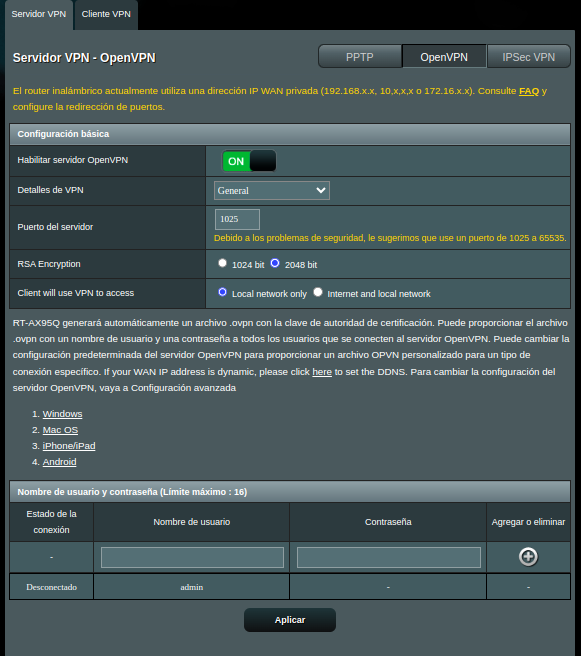 Servidor VPN Cliente VPN
Servidor VPN - OpenVPN PPTP OpenVPN IPSec VPN
El router inalámbrico actualmente utiliza una dirección IP WAN privada (192.168.x.x, 10,x,x,x o 172.16.x.x). Consulte FAQ y
configure la redirección de puertos.
Configuración básica
Habilitar servidor OpenVPN ON
Detalles de VPN General
Puerto del servidor 1025
Debido a los problemas de seguridad, le sugerimos que use un puerto de 1025 a 65535.
RSA Encryption 1024 bit 2048 bit
Client will use VPN to access Local network only Internet and local network
RT-AX95Q generará automáticamente un archivo .ovpn con la clave de autoridad de certificación. Puede proporcionar el archivo
.ovpn con un nombre de usuario y una contraseña a todos los usuarios que se conecten al servidor OpenVPN. Puede cambiar la
configuración predeterminada del servidor OpenVPN para proporcionar un archivo OPVN personalizado para un tipo de
conexión específico. If your WAN IP address is dynamic, please click here to set the DDNS. Para cambiar la configuración del
servidor OpenVPN, vaya a Configuración avanzada
1. Windows
2. Mac OS
3. iPhone/iPad
4. Android
Nombre de usuario y contraseña (Límite máximo : 16)
Estado de la conexión Nombre de usuario Contraseña Agregar o eliminar
-
Desconectado admin - -
Aplicar